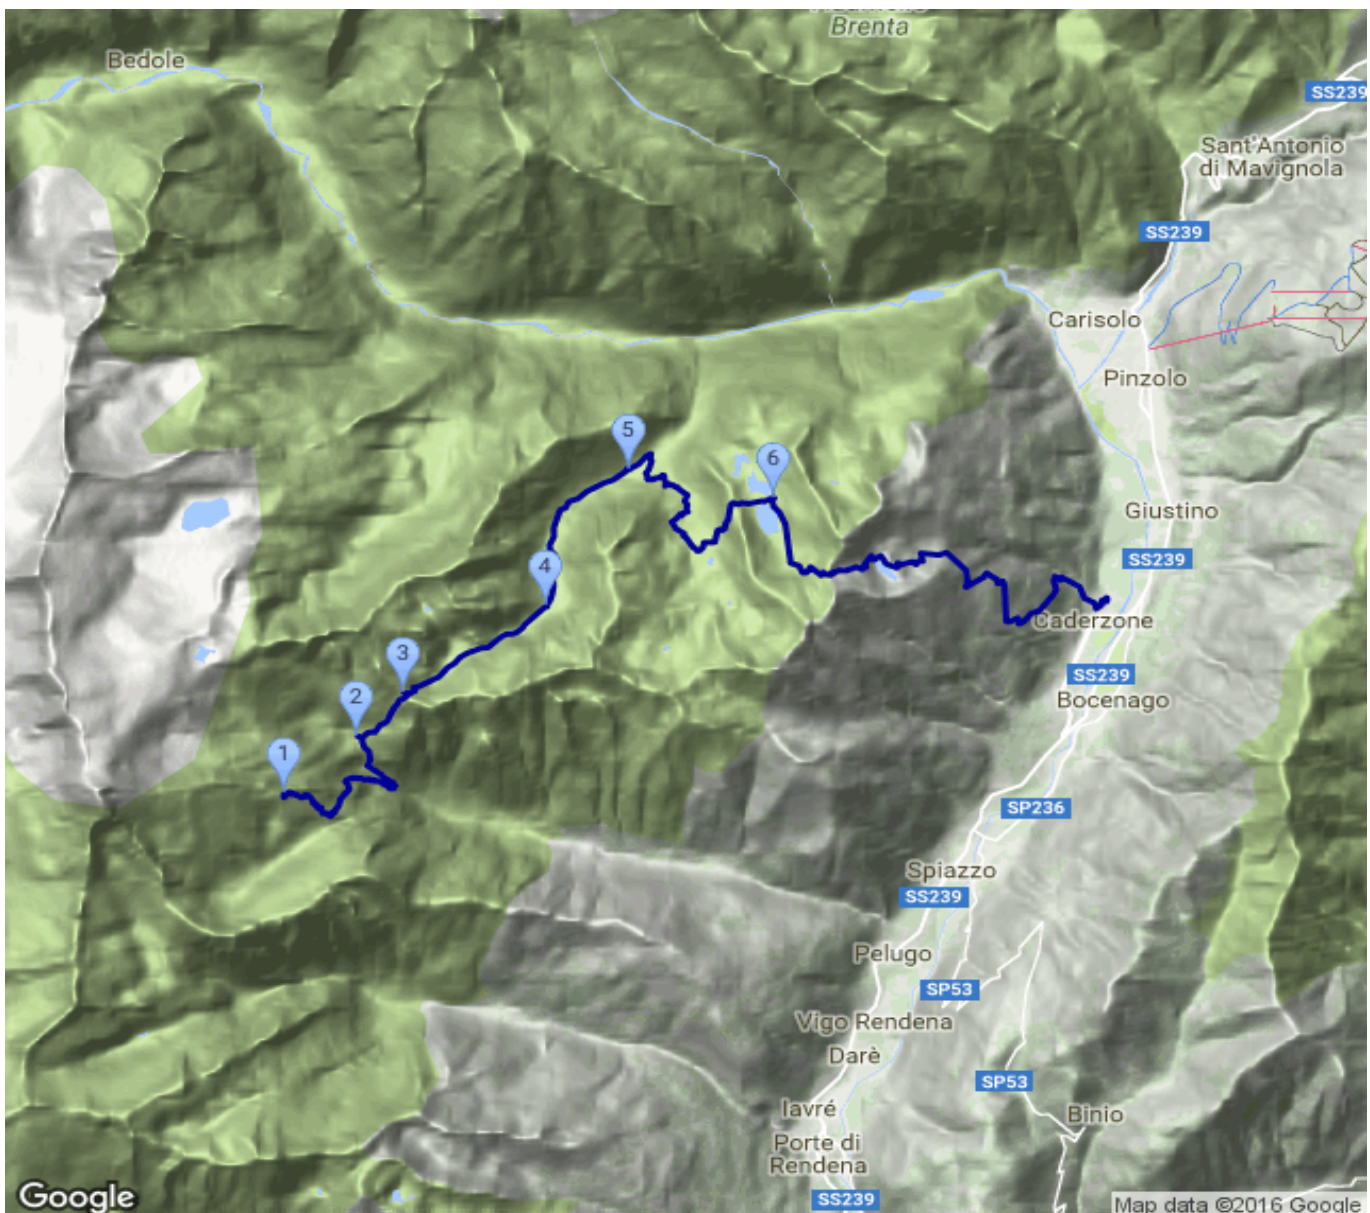 Brenta
Bedole
SS239
Sant'Antonio
di Mavignola
SS239
Carisolo
Pinzolo
5
6
Giustino
SS239
4
Caderzone
3
SS239
2
Bocenago
1
SP236
Spiazzo
SS239
Pelugo
SP53
Vigo Rendena
Darè
SP53
Iavré
Binio
Porte di
Rendena
SS239
Google
Map data ©2016 Google